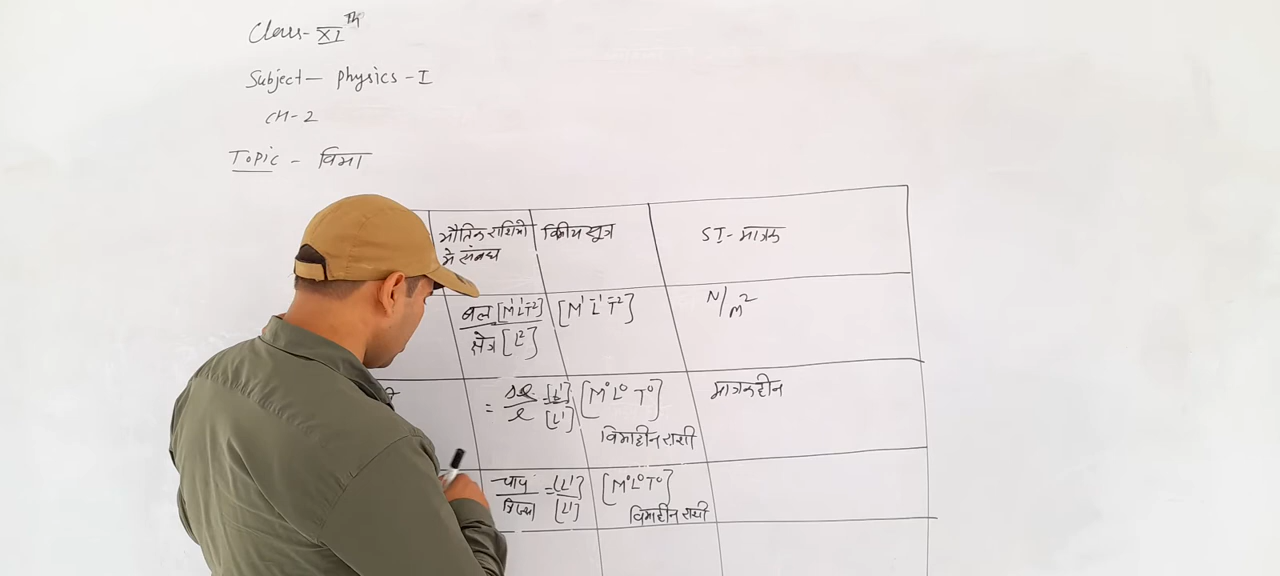 Class- XI Th
Subject- physics - I
CH- 2
Topic - विमा
भौतिक राशियो विमीय सूत्र SI - मात्रक
मे संबंध
बल [M¹L¹T⁻²] [M¹L⁻¹T⁻²] N/m²
क्षेत्र [L²]
= Δl/l [L¹]/[L¹] [M⁰L⁰T⁰] मात्रकहीन
विमाहीन राशी
चाप/त्रिज्या = [L¹]/[L¹] [M⁰L⁰T⁰]
विमाहीन राशी